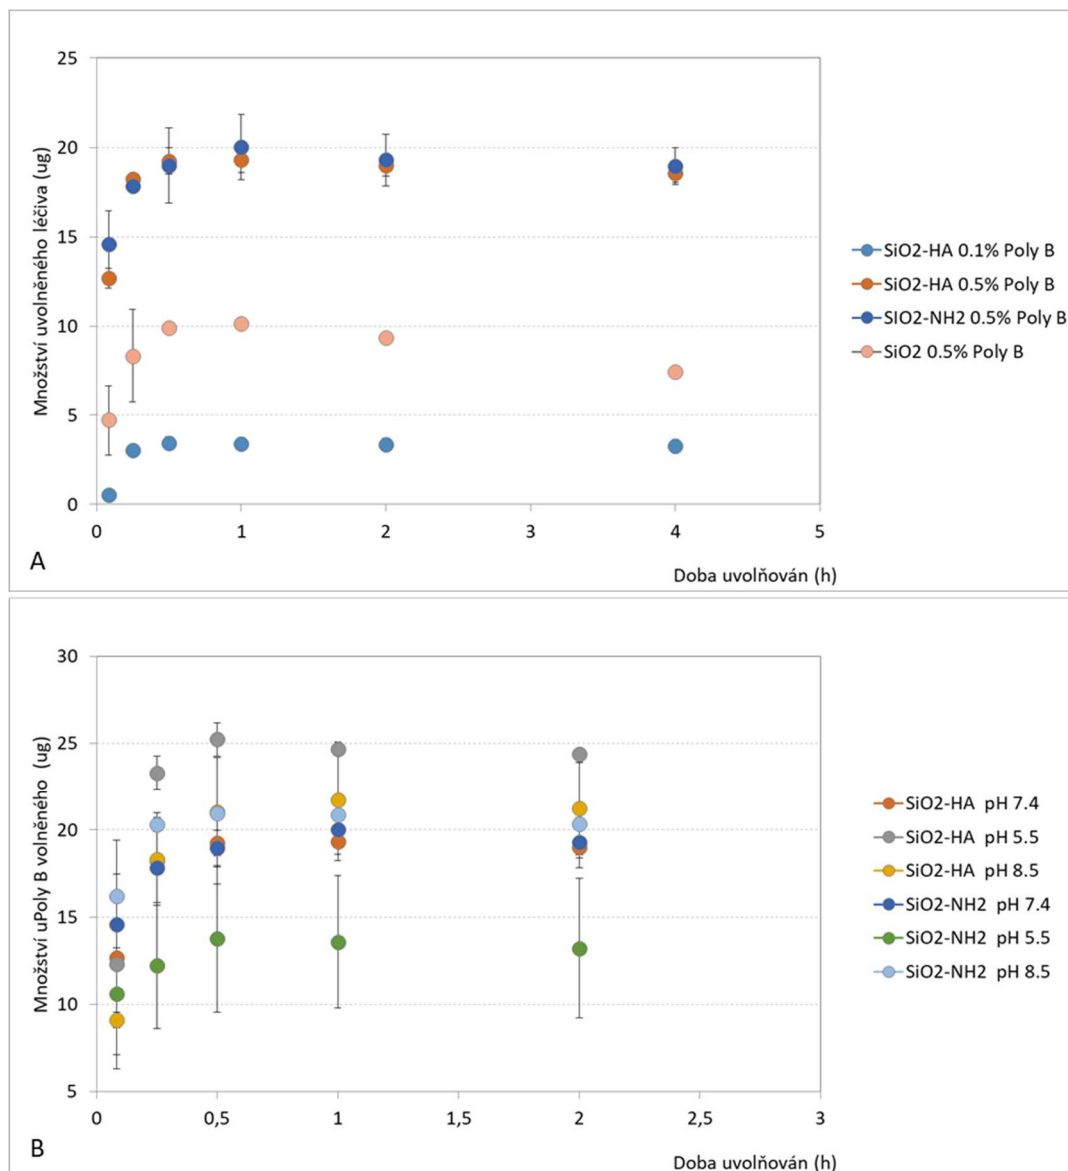 25
20
15
10
5
0
Množství uvolněného léčiva (ug)
0 1 2 3 4 5
Doba uvolňován (h)
A
SiO2-HA 0.1% Poly B
SiO2-HA 0.5% Poly B
SIO2-NH2 0.5% Poly B
SiO2 0.5% Poly B
30
25
20
15
10
5
Množství uPoly B volněného (ug)
0 0,5 1 1,5 2 2,5 3
Doba uvolňován (h)
B
SiO2-HA pH 7.4
SiO2-HA pH 5.5
SiO2-HA pH 8.5
SiO2-NH2 pH 7.4
SiO2-NH2 pH 5.5
SiO2-NH2 pH 8.5